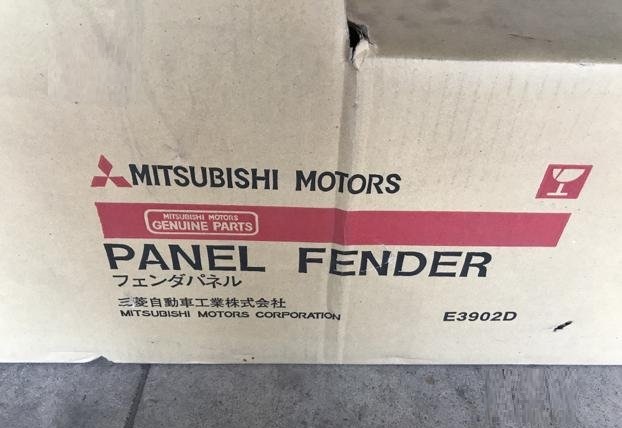 MITSUBISHI MOTORS
MITSUBISHI MOTORS
GENUINE PARTS
PANEL FENDER
フェンダパネル
三菱自動車工業株式会社
MITSUBISHI MOTORS CORPORATION
E3902D